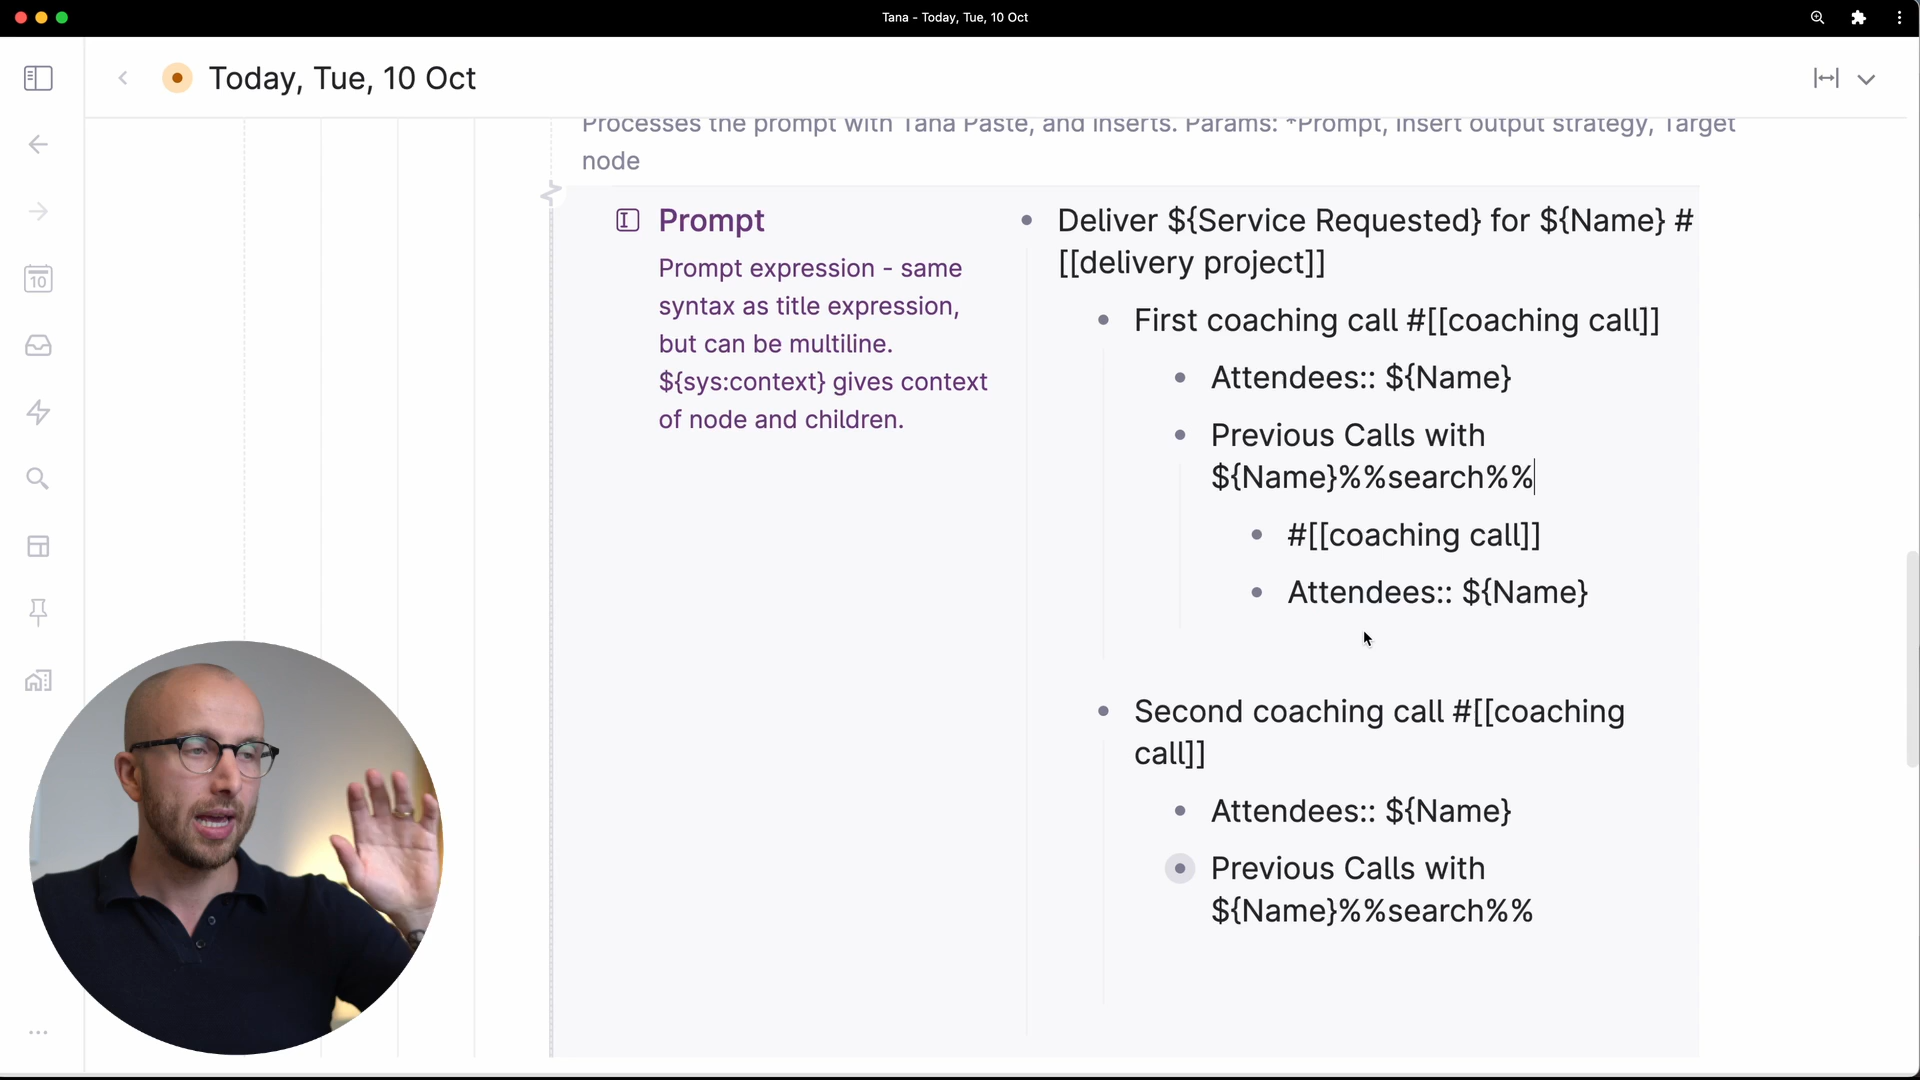 Tana - Today, Tue, 10 Oct
Today, Tue, 10 Oct
10
Processes the prompt with Tana Paste, and inserts. Params: *Prompt, Insert output strategy, Target
node
Prompt
Prompt expression - same
syntax as title expression,
but can be multiline.
${sys:context} gives context
of node and children.
Deliver ${Service Requested} for ${Name} #
[[delivery project]]
First coaching call #[[coaching call]]
Attendees:: ${Name}
Previous Calls with
${Name}%%search%%
#[[coaching call]]
Attendees:: ${Name}
Second coaching call #[[coaching
call]]
Attendees:: ${Name}
Previous Calls with
${Name}%%search%%